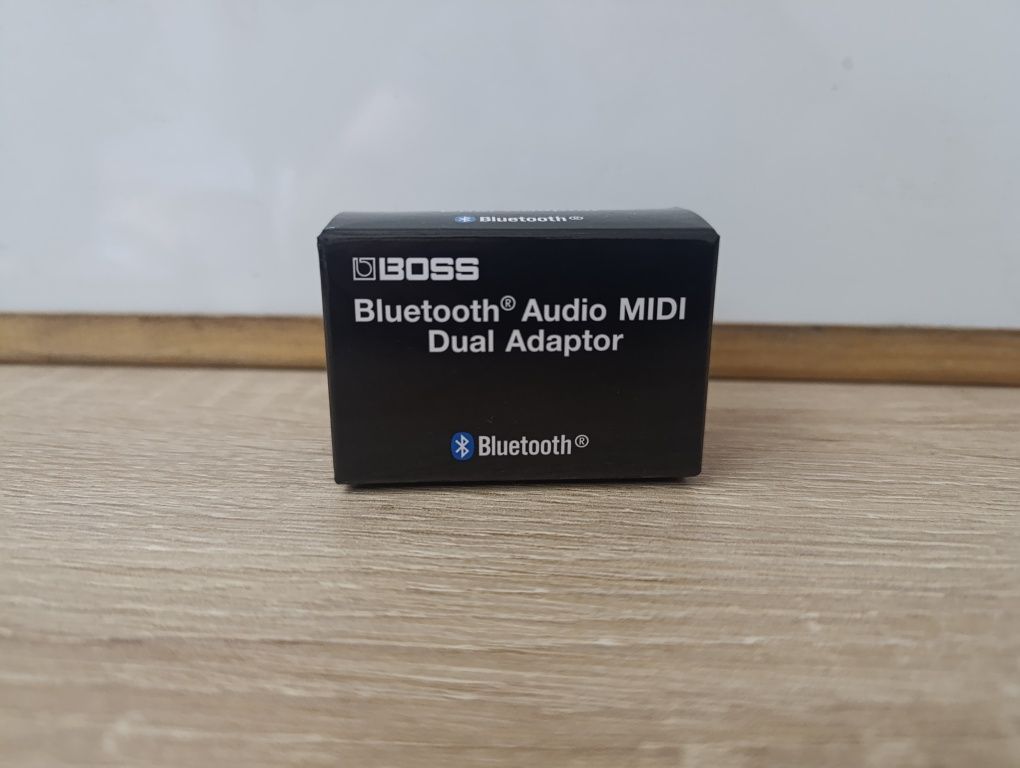 Bluetooth®
BOSS
Bluetooth® Audio MIDI
Dual Adaptor
Bluetooth®